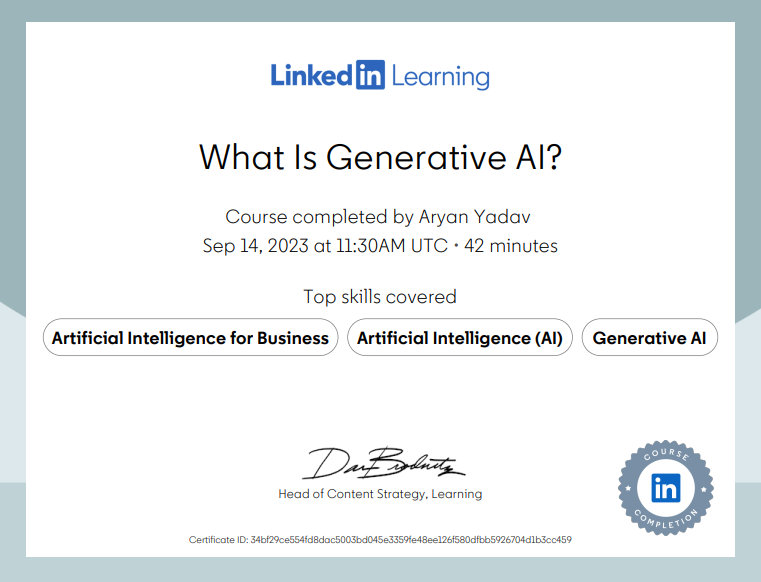 Linked in Learning
What Is Generative AI?
Course completed by Aryan Yadav
Sep 14, 2023 at 11:30AM UTC • 42 minutes
Top skills covered
Artificial Intelligence for Business Artificial Intelligence (AI) Generative AI
Head of Content Strategy, Learning
COURSE
in
COMPLETION
Certificate ID: 34bf29ce554fd8dac5003bd045e3359fe48ee126f580dfbb5926704d1b3cc459